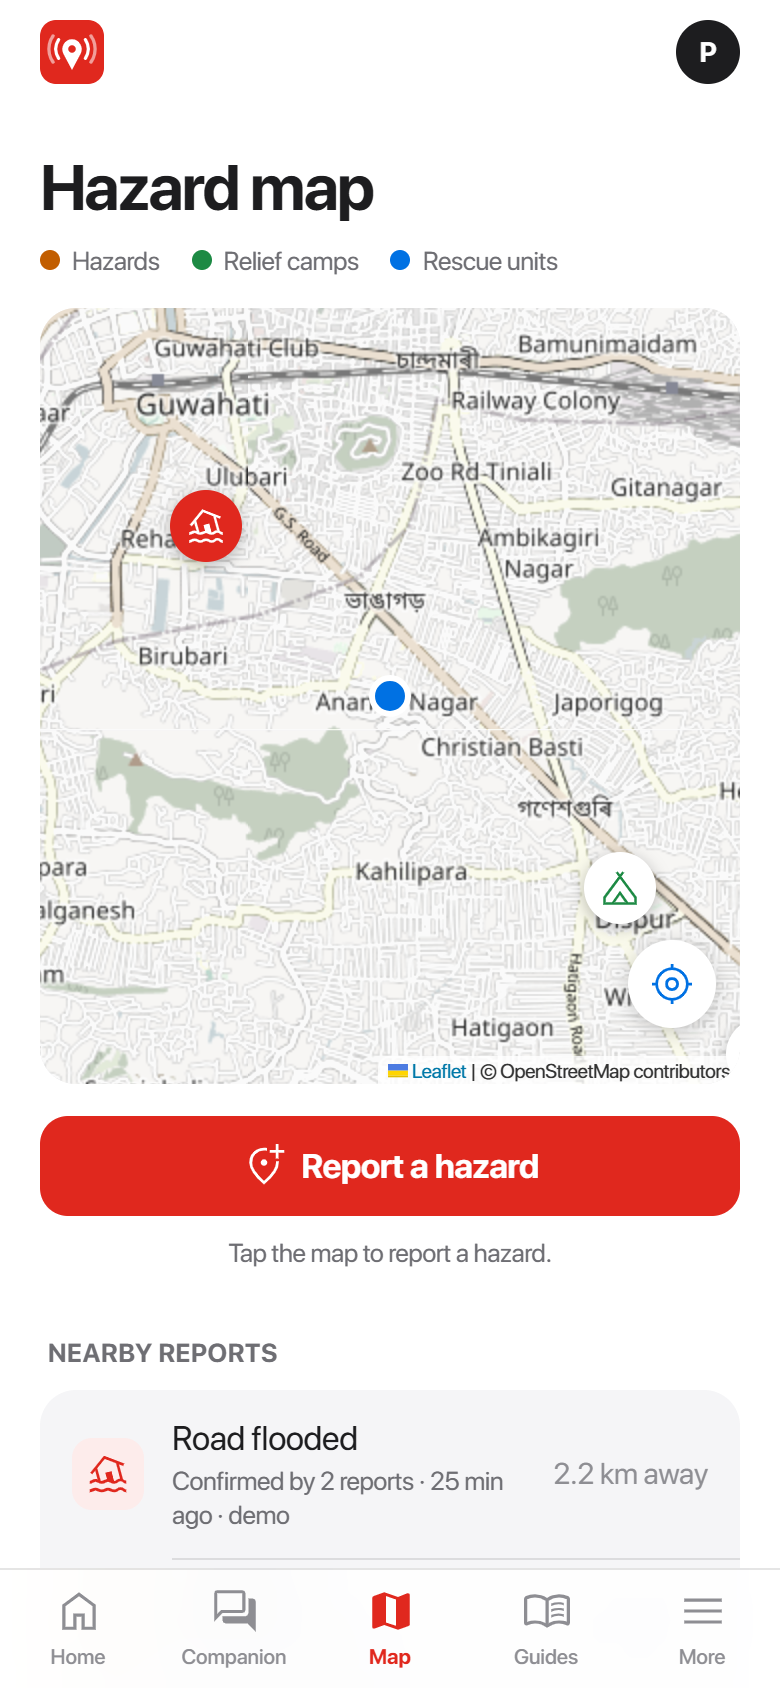 P
Hazard map
Hazards
Relief camps
Rescue units
Guwahati Club
চান্দমাৰী
Bamunimaidam
Guwahati
Railway Colony
Ulubari
Zoo Rd Tiniali
Gitanagar
G.S. Road
Ambikagiri
Nagar
ভাঙাগড়
Birubari
Nagar
Japorigog
Christian Basti
গণেশগুৰি
Kahilipara
Dispur
Hatigaon
Leaflet | © OpenStreetMap contributors
Report a hazard
Tap the map to report a hazard.
NEARBY REPORTS
Road flooded
Confirmed by 2 reports · 25 min
ago · demo
2.2 km away
Home
Companion
Map
Guides
More